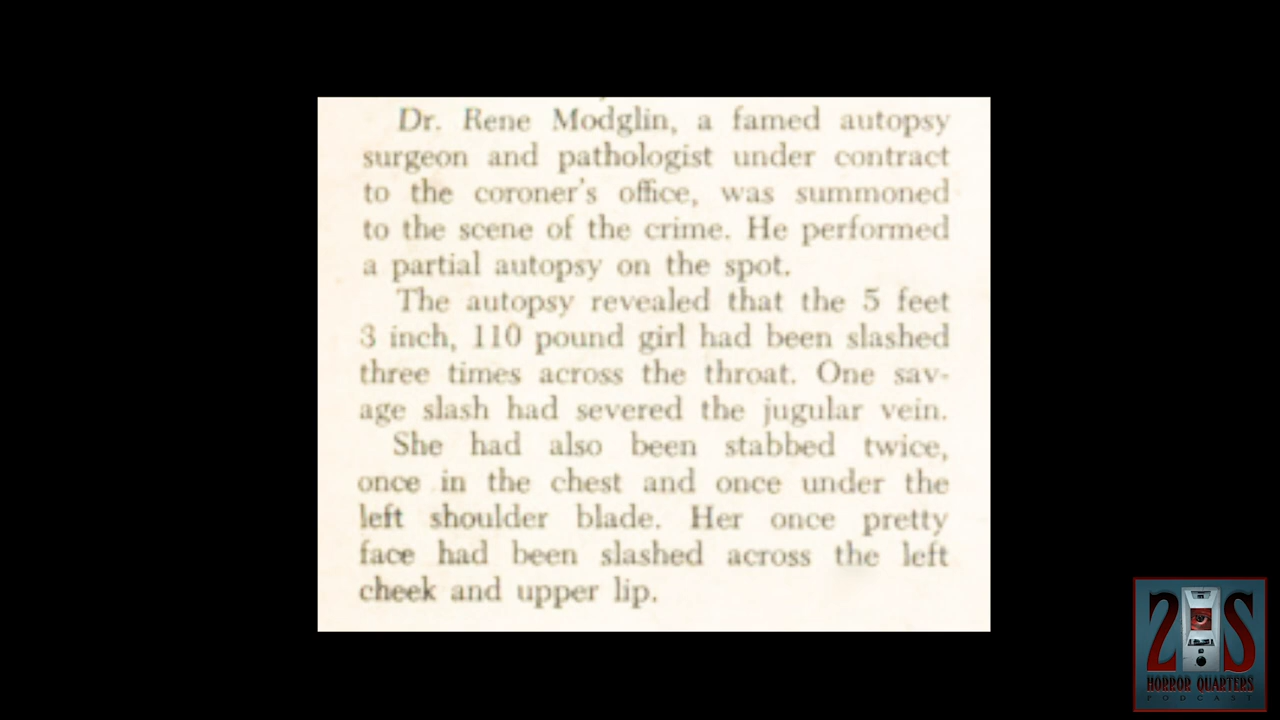 Dr. Rene Modglin, a famed autopsy
surgeon and pathologist under contract
to the coroner's office, was summoned
to the scene of the crime. He performed
a partial autopsy on the spot.
The autopsy revealed that the 5 feet
3 inch, 110 pound girl had been slashed
three times across the throat. One sav-
age slash had severed the jugular vein.
She had also been stabbed twice,
once in the chest and once under the
left shoulder blade. Her once pretty
face had been slashed across the left
cheek and upper lip.
25
HORROR QUARTERS
PODCAST